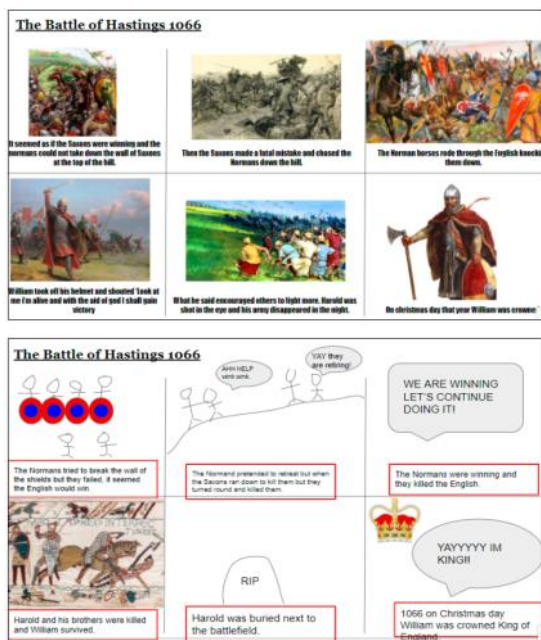 The Battle of Hastings 1066
It seemed as if the Saxons were winning and the
normans could not take down the wall of Saxons
at the top of the hill.
Then the Saxons made a fatal mistake and chased the
Normans down the hill.
The Norman horses rode through the English knocki
them down.
William took off his helmet and shouted 'look at
me i'm alive and with the aid of god I shall gain
victory
What he said encouraged others to fight more. Harold was
shot in the eye and his army disappeared in the night.
On christmas day that year William was crowne
The Battle of Hastings 1066
AHH HELP
wink wink.
YAY they
are retiring!
WE ARE WINNING
LET'S CONTINUE
DOING IT!
The Normans tried to break the wall of
the shields but they failed, it seemed
the English would win.
The Normand pretended to retreat but when
the Saxons ran down to kill them but they
turned round and killed them.
The Normans were winning and
they killed the English.
Harold and his brothers were killed
and William survived.
RIP
Harold was buried next to
the battlefield.
YAYYYYY IM
KING!!
1066 on Christmas day
William was crowned King of
England